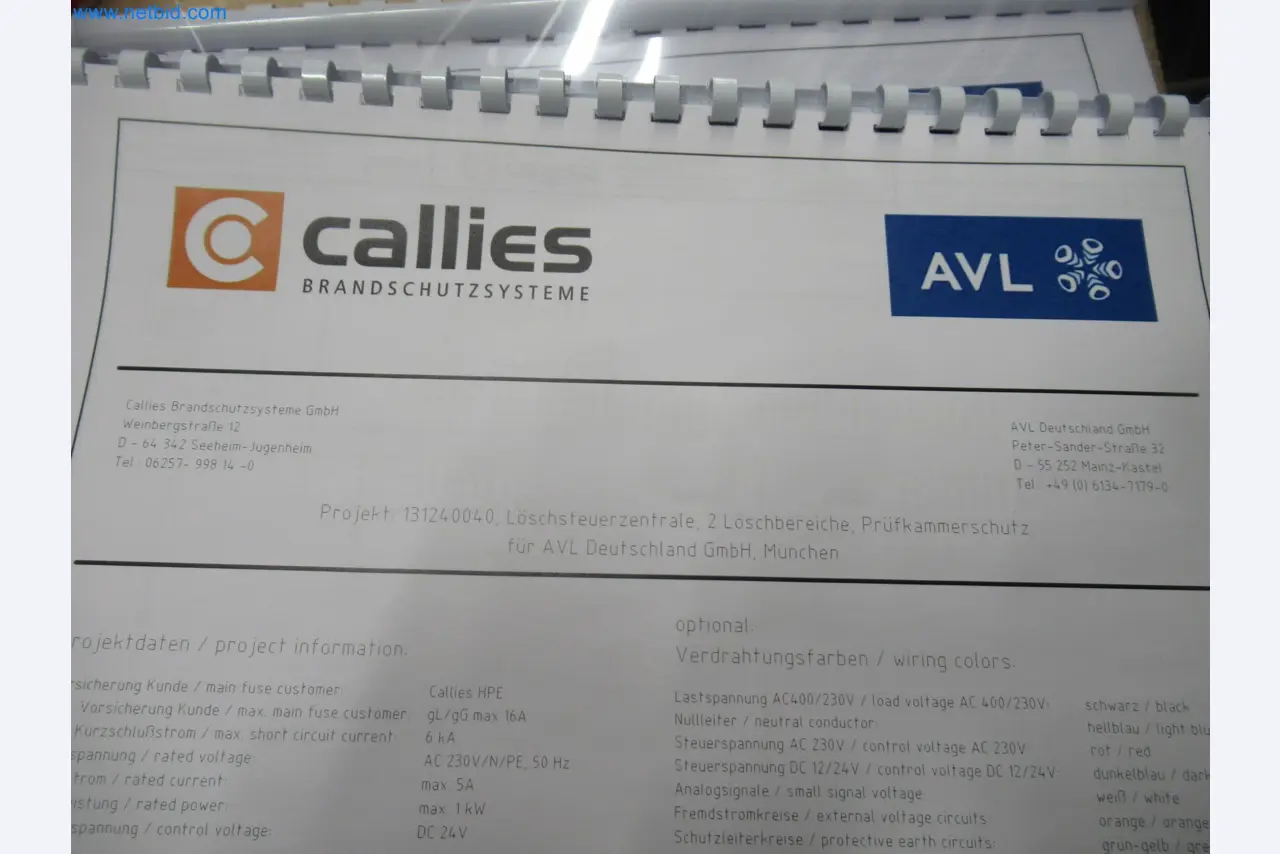 www.netbid.com
callies
BRANDSCHUTZSYSTEME
AVL
Callies Brandschutzsysteme GmbH
Weinbergstraße 12
D - 64 342 Seeheim-Jugenheim
Tel.: 06257- 998 14 -0
AVL Deutschland GmbH
Peter-Sander-Straße 32
D - 55 252 Mainz-Kastel
Tel.: +49 (0) 6134-7179-0
Projekt: 131240040, Löschsteuerzentrale, 2 Löschbereiche, Prüfkammerschutz
für AVL Deutschland GmbH, München
rojektdaten / project information:
rsicherung Kunde / main fuse customer: Callies HPE
Vorsicherung Kunde / max. main fuse customer: gL/gG max. 16A
Kurzschlußstrom / max. short circuit current: 6 kA
spannung / rated voltage: AC 230V/N/PE, 50 Hz
trom / rated current: max. 5A
istung / rated power: max. 1 kW
spannung / control voltage: DC 24V
optional:
Verdrahtungsfarben / wiring colors:
Lastspannung AC400/230V / load voltage AC 400/230V: schwarz / black
Nullleiter / neutral conductor: hellblau / light blu
Steuerspannung AC 230V / control voltage AC 230V rot / red
Steuerspannung DC 12/24V / control voltage DC 12/24V: dunkelblau / dark
Analogsignale / small signal voltage weiß / white
Fremdstromkreise / external voltage circuits orange / orange
Schutzleiterkreise / protective earth circuits: grün-gelb / gre